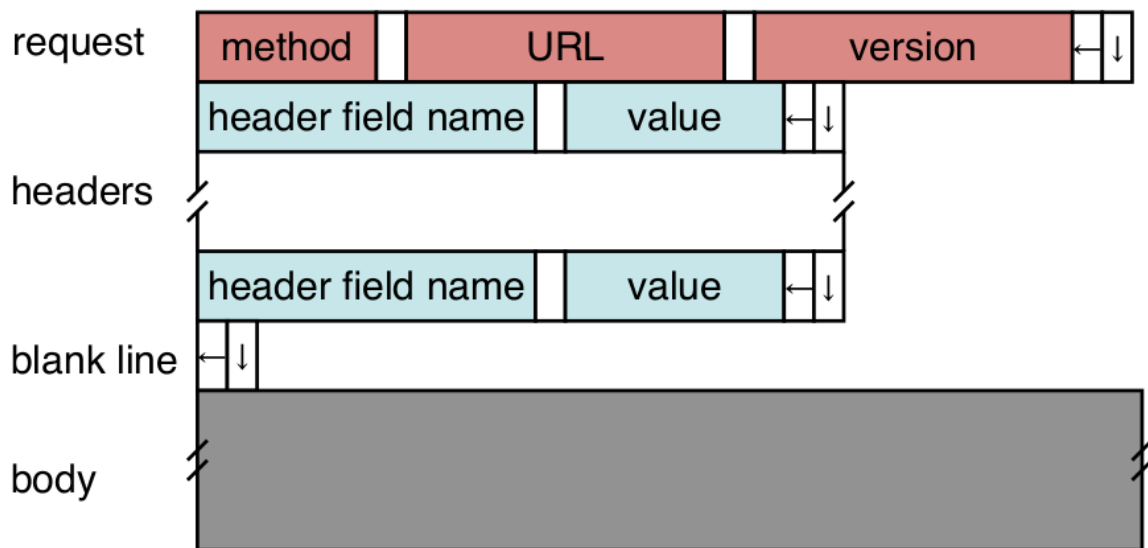 request method URL version ← ↓
header field name value ← ↓
headers
header field name value ← ↓
blank line ← ↓
body